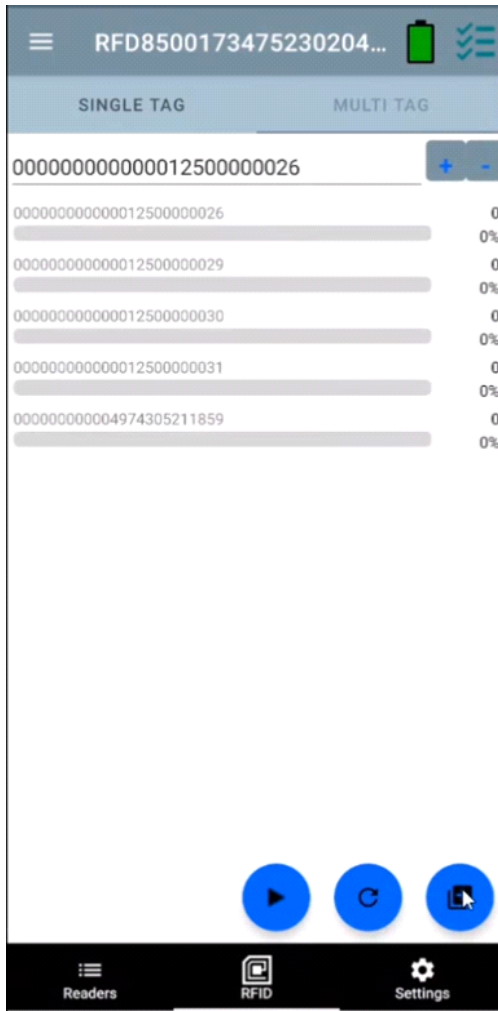 RFD8500173475230204...
SINGLE TAG MULTI TAG
000000000000012500000026 + -
000000000000012500000026 0
0%
000000000000012500000029 0
0%
000000000000012500000030 0
0%
000000000000012500000031 0
0%
000000000004974305211859 0
0%
Readers RFID Settings